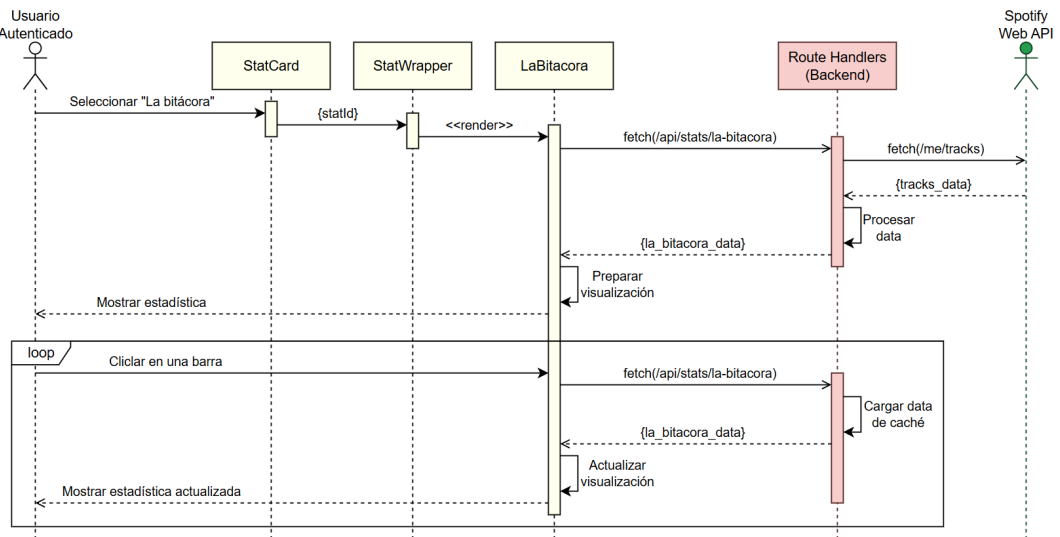 Usuario
Autenticado
StatCard
StatWrapper
LaBitacora
Route Handlers
(Backend)
Spotify
Web API
Seleccionar "La bitácora"
{statId}
<<render>>
fetch(/api/stats/la-bitacora)
fetch(/me/tracks)
{tracks_data}
Procesar
data
{la_bitacora_data}
Preparar
visualización
Mostrar estadística
loop
Cliclar en una barra
fetch(/api/stats/la-bitacora)
Cargar data
de caché
{la_bitacora_data}
Actualizar
visualización
Mostrar estadística actualizada